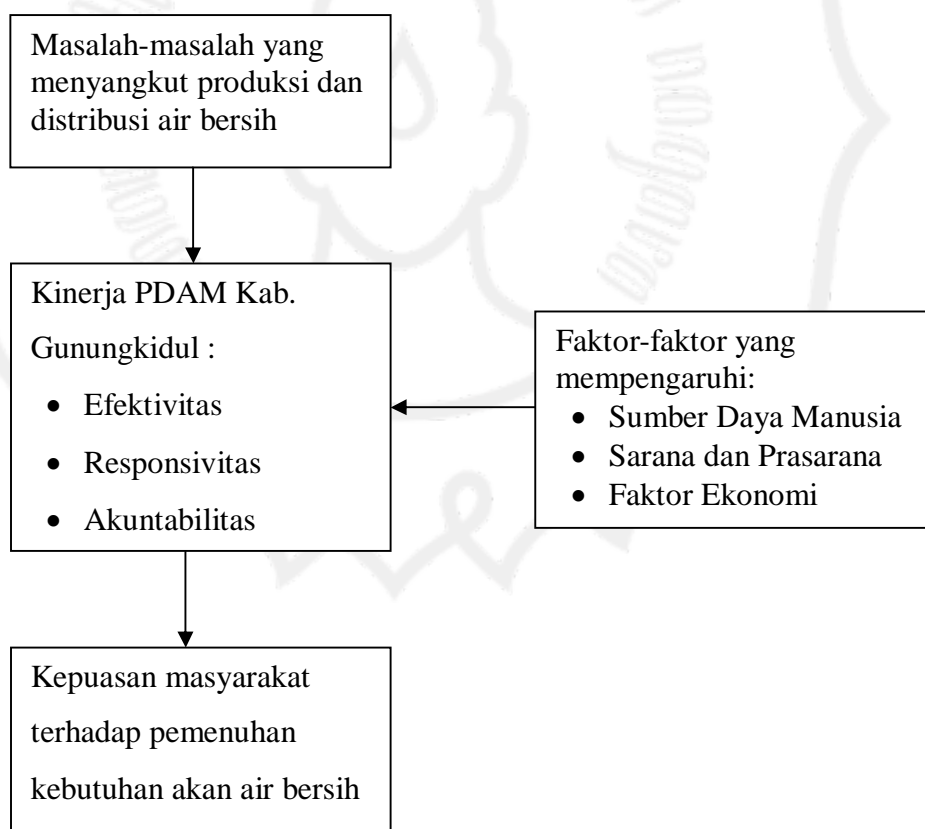 Masalah-masalah yang
menyangkut produksi dan
distribusi air bersih
Kinerja PDAM Kab.
Gunungkidul :
• Efektivitas
• Responsivitas
• Akuntabilitas
Faktor-faktor yang
mempengaruhi:
• Sumber Daya Manusia
• Sarana dan Prasarana
• Faktor Ekonomi
Kepuasan masyarakat
terhadap pemenuhan
kebutuhan akan air bersih